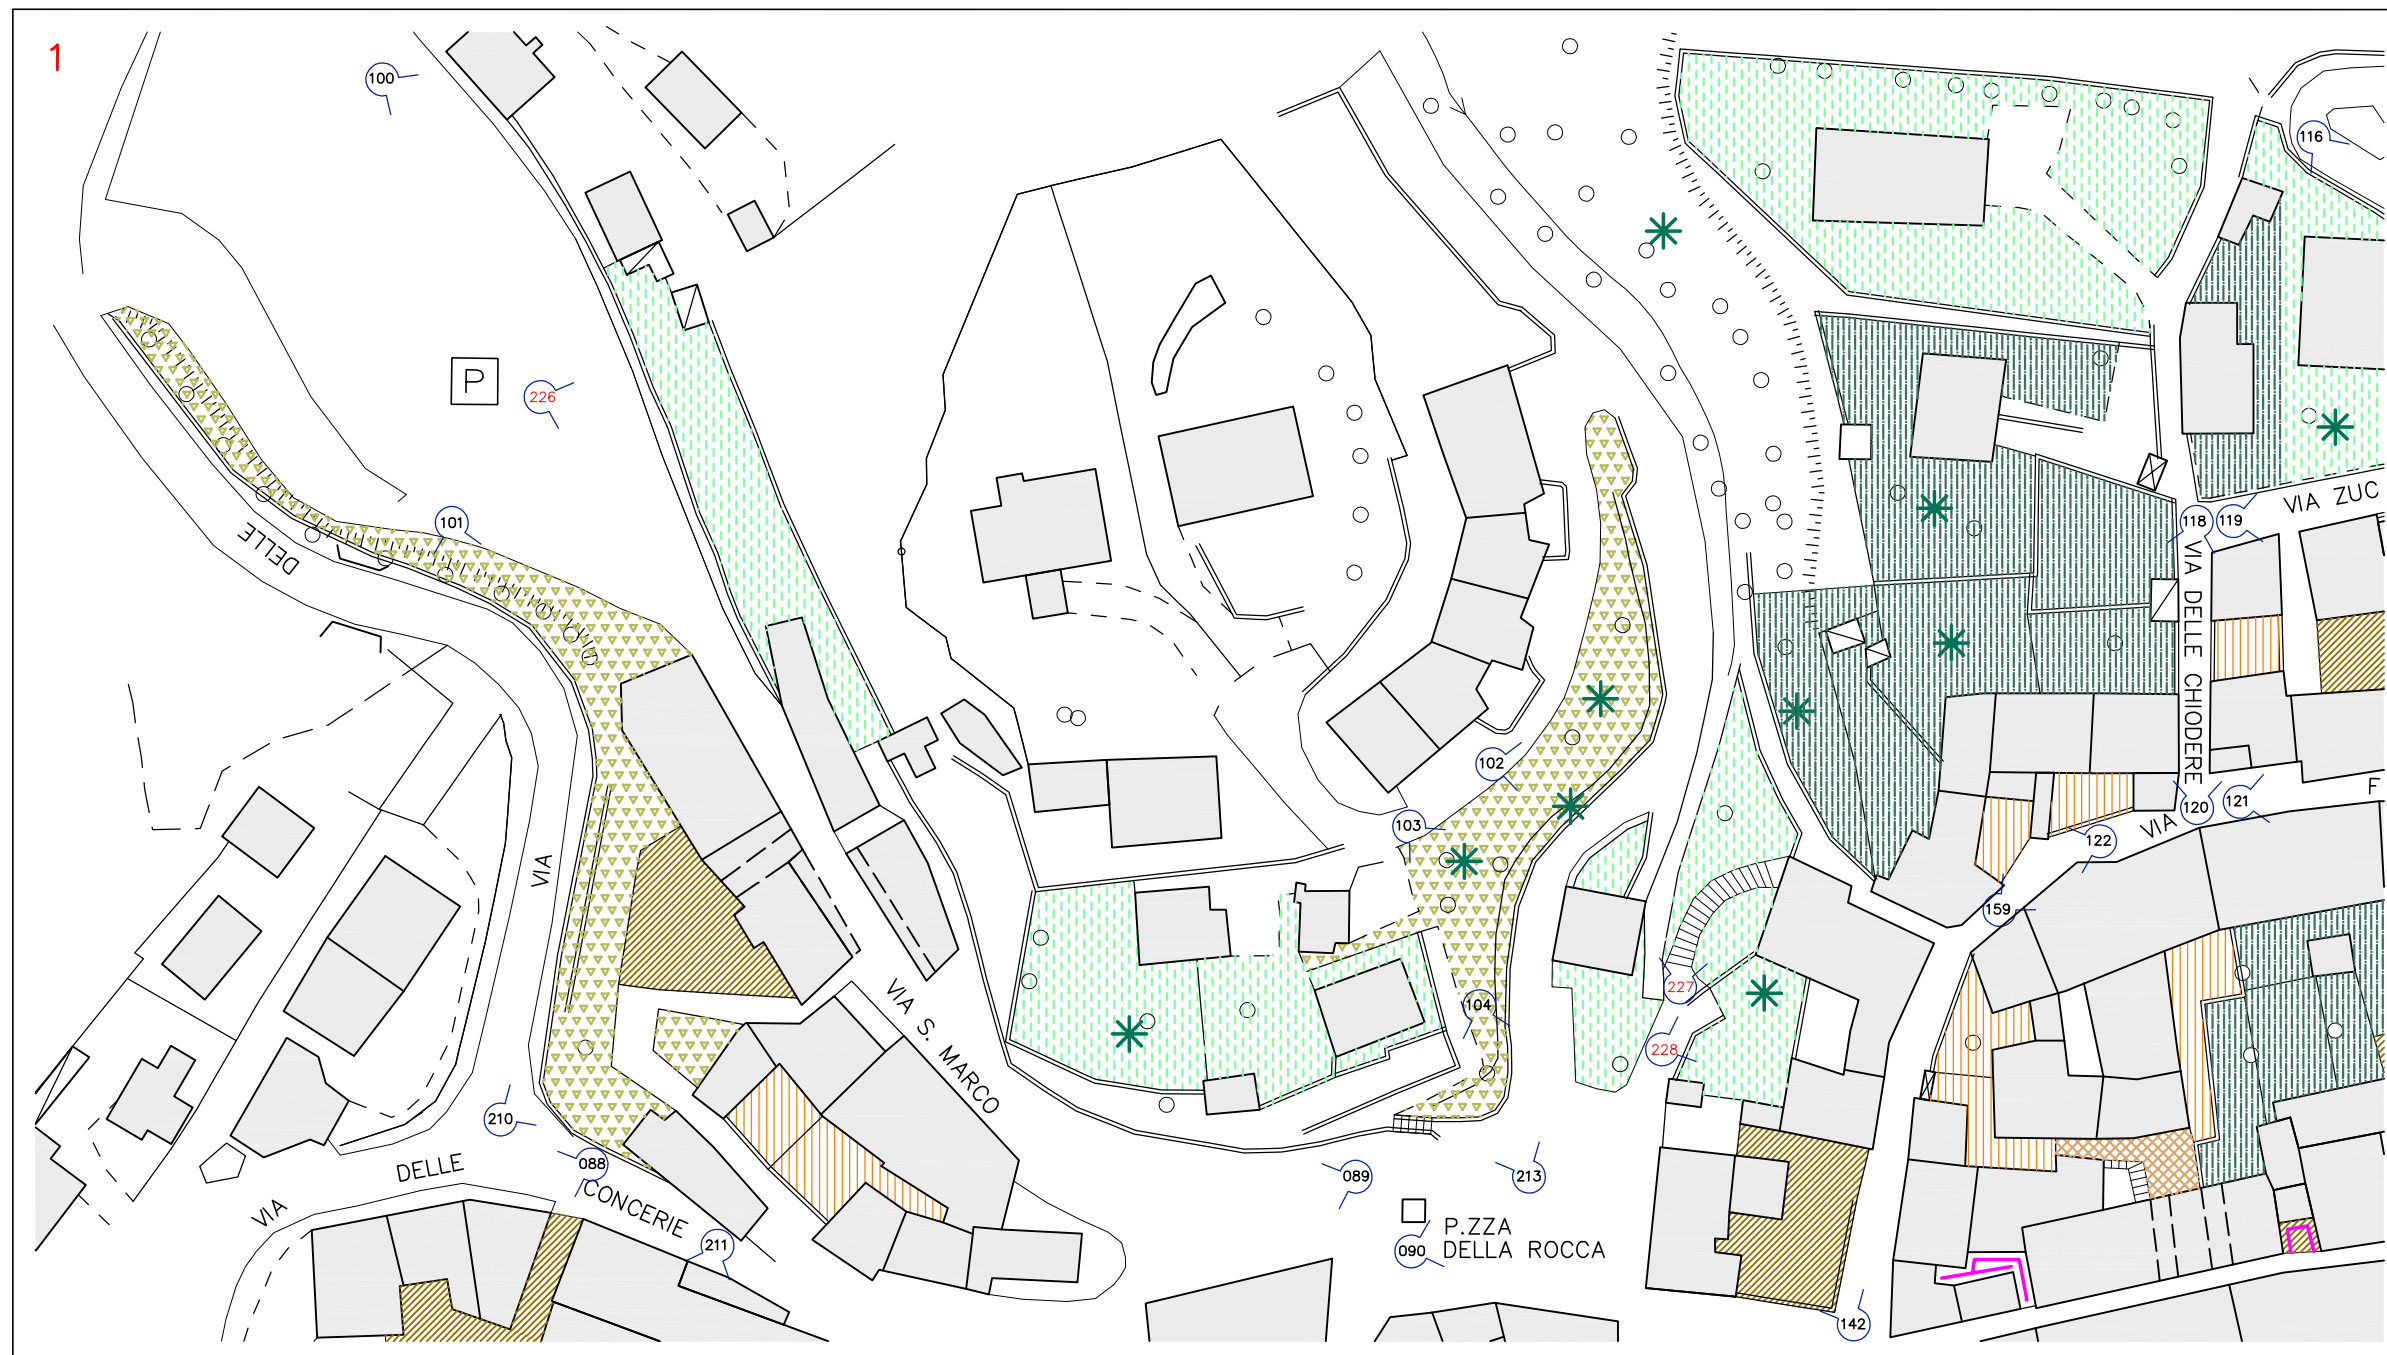 1
100
116
P
226
101
DELLE
VIA ZUC
118
119
VIA DELLE CHIODERE
102
103
120
121
F
VIA
122
VIA
159
104
227
228
VIA S. MARCO
210
088
DELLE
CONCERIE
VIA
211
089
213
P.ZZA
090
DELLA ROCCA
142